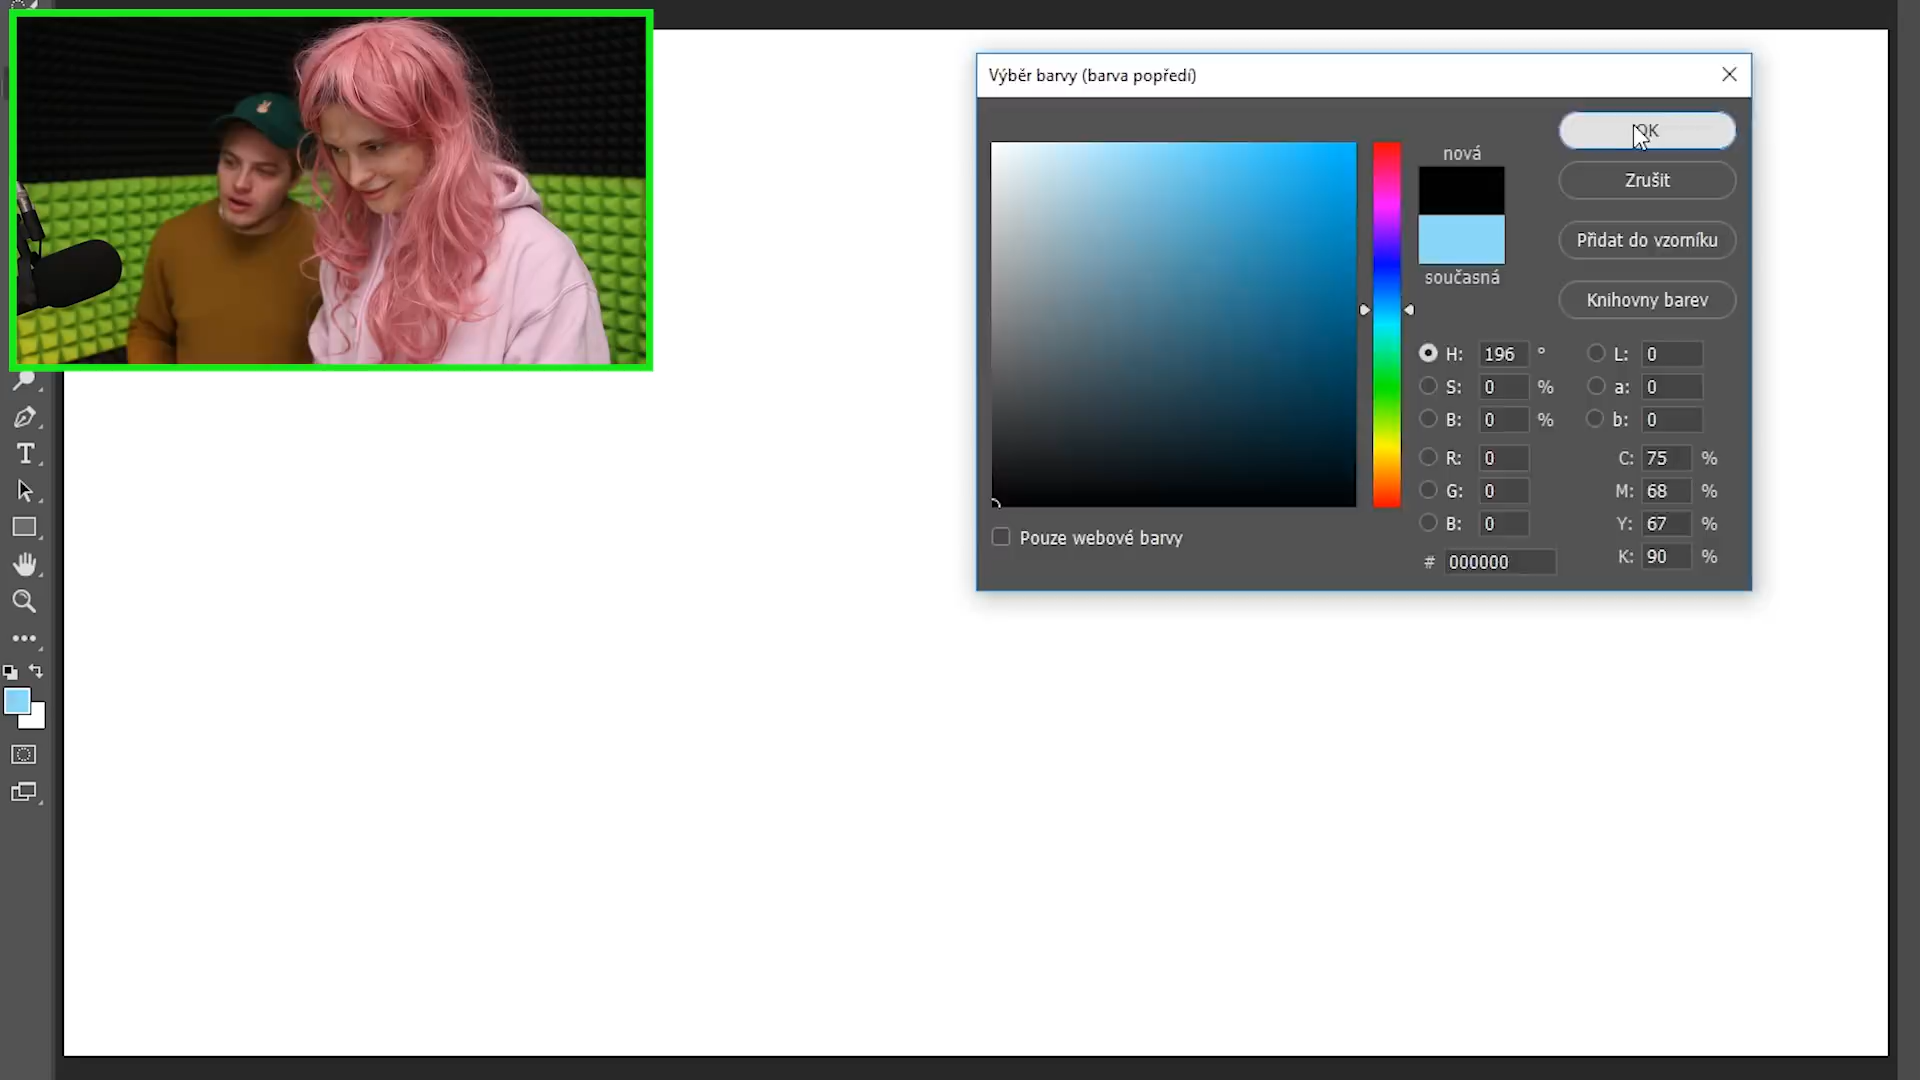 Výběr barvy (barva popředí)
OK
nová
Zrušit
Přidat do vzorníku
současná
Knihovny barev
H: 196 °
L: 0
S: 0 %
a: 0
B: 0 %
b: 0
R: 0
C: 75 %
G: 0
M: 68 %
B: 0
Y: 67 %
Pouze webové barvy
# 000000
K: 90 %
T